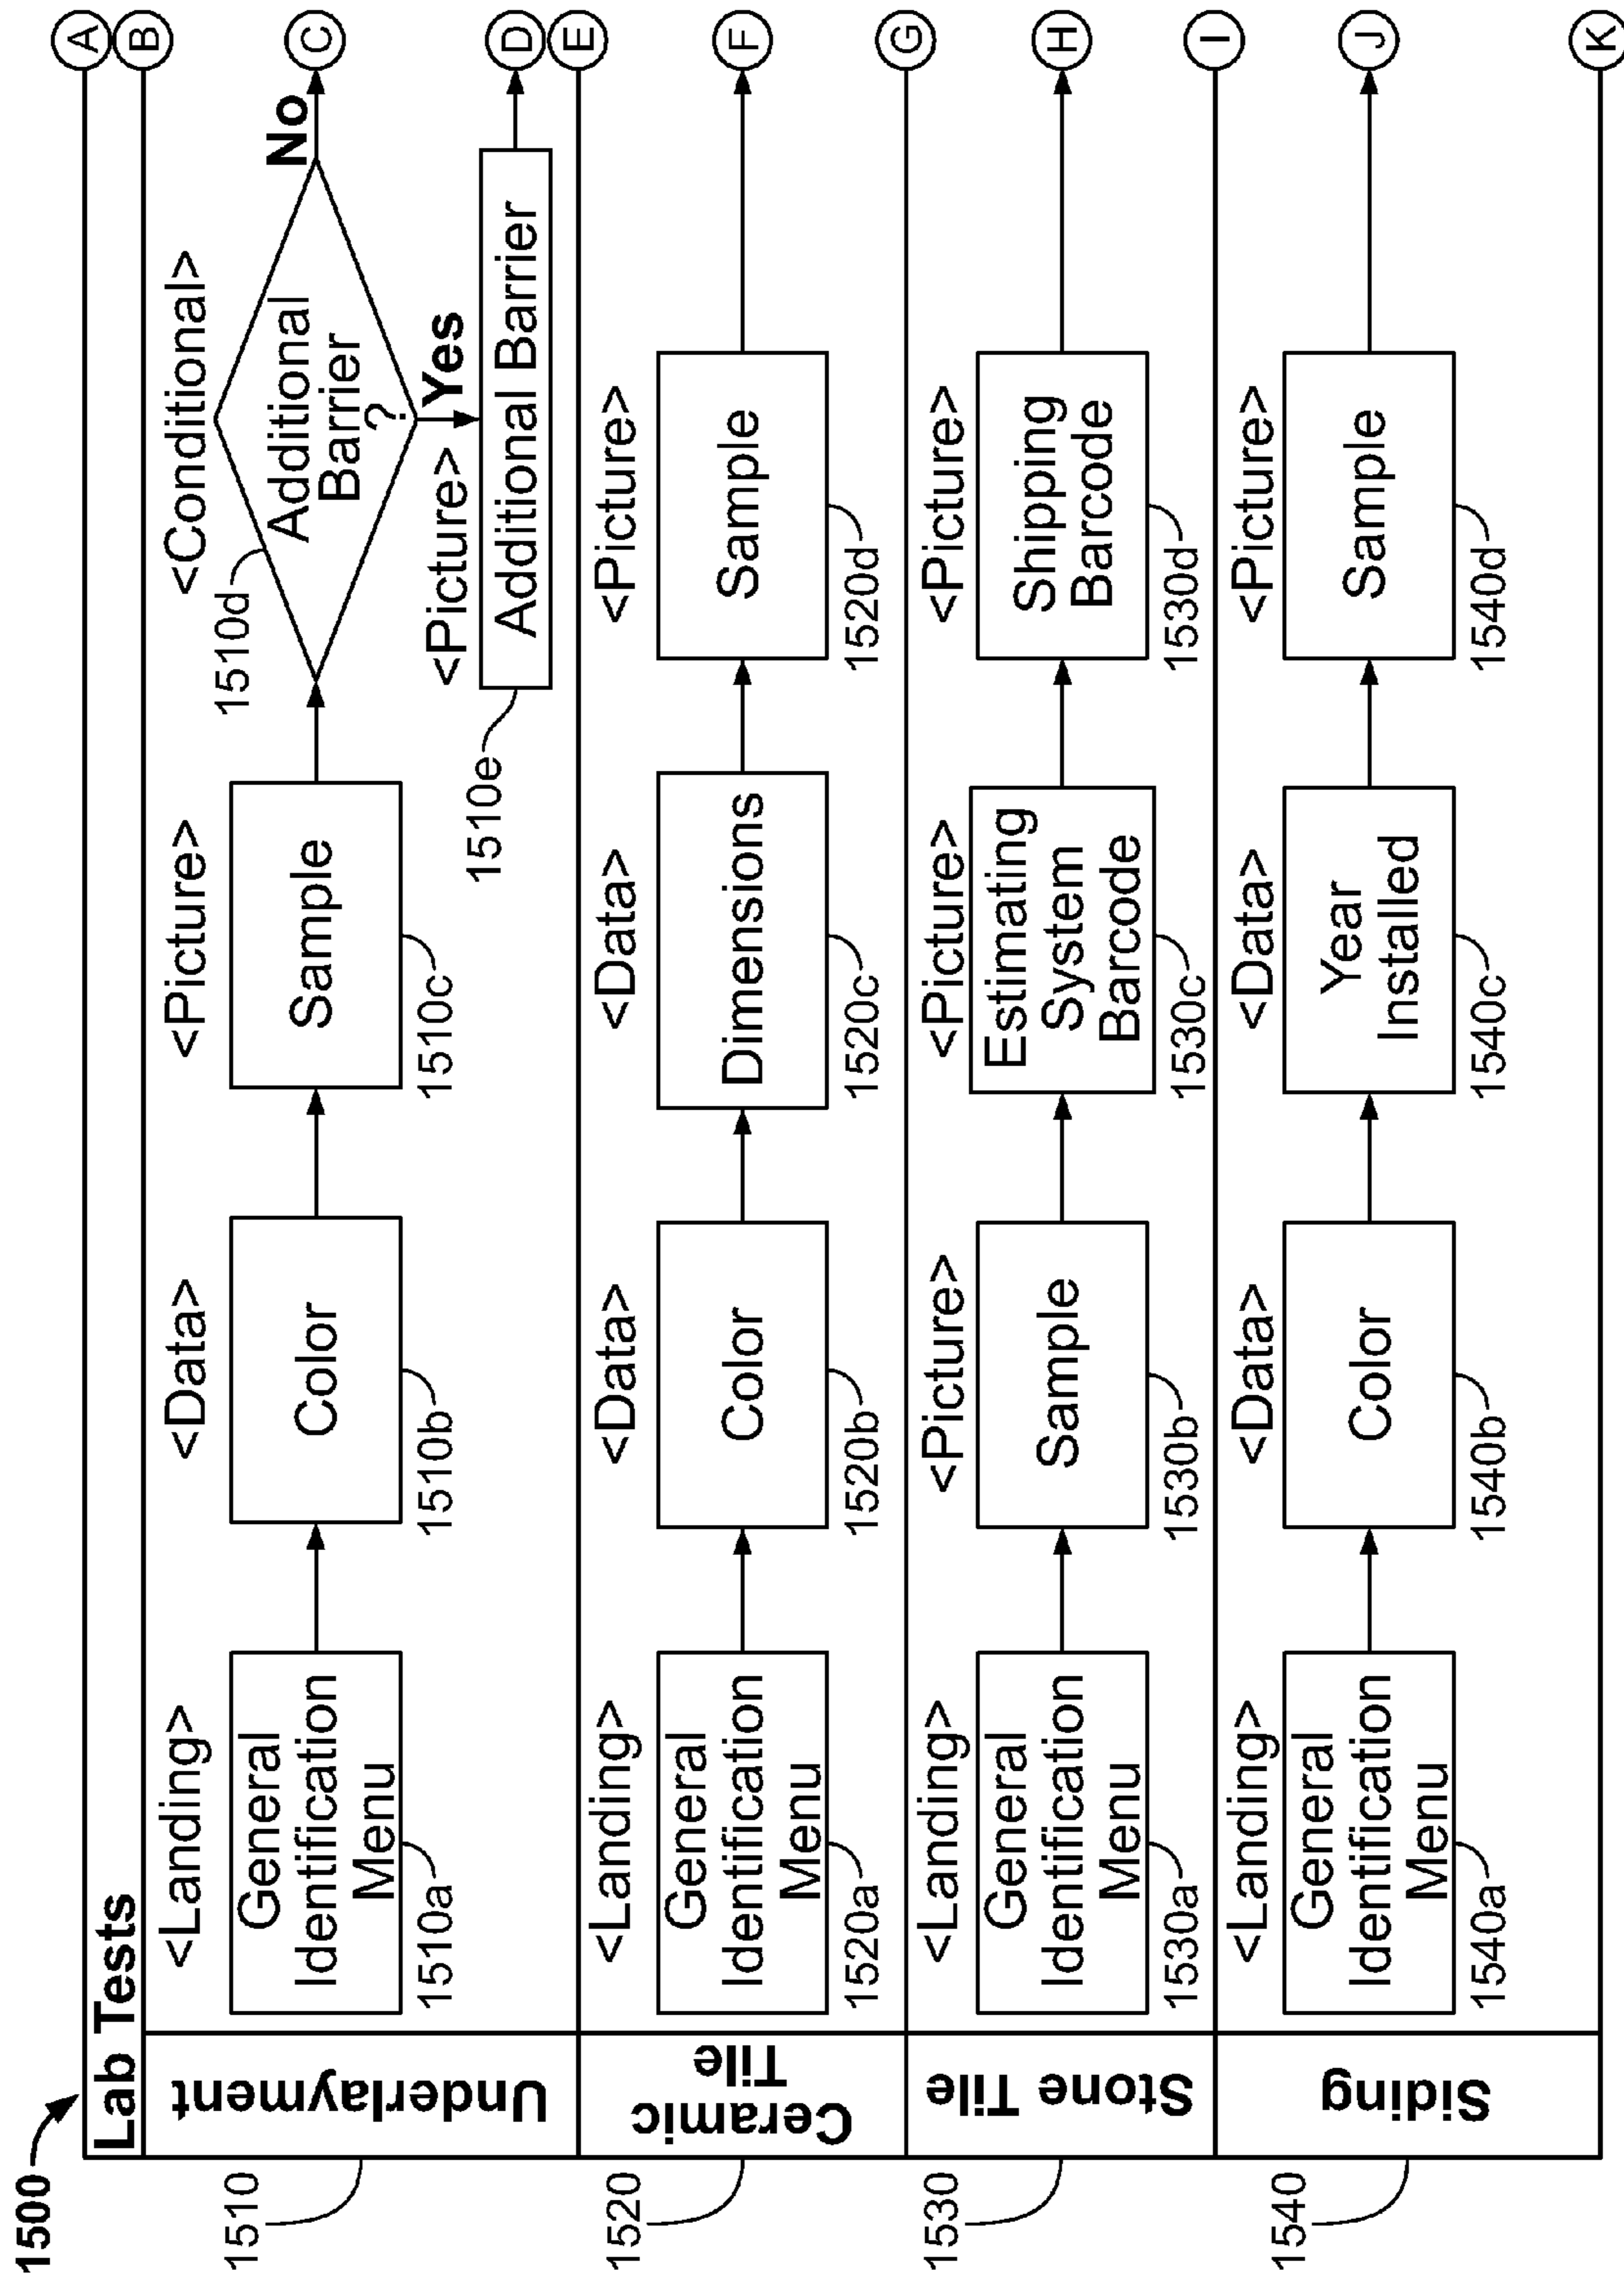 1500
Lab Tests
A
B
1510
Underlayment
<Landing>
General
Identification
Menu
1510a
<Data>
Color
1510b
<Picture>
Sample
1510c
<Conditional>
1510d
Additional
Barrier
?
No
C
Yes
<Picture>
Additional Barrier
1510e
D
E
1520
Ceramic
Tile
<Landing>
General
Identification
Menu
1520a
<Data>
Color
1520b
<Data>
Dimensions
1520c
<Picture>
Sample
1520d
F
G
1530
Stone Tile
<Landing>
General
Identification
Menu
1530a
<Picture>
Sample
1530b
<Picture>
Estimating
System
Barcode
1530c
<Picture>
Shipping
Barcode
1530d
H
I
1540
Siding
<Landing>
General
Identification
Menu
1540a
<Data>
Color
1540b
<Data>
Year
Installed
1540c
<Picture>
Sample
1540d
J
K